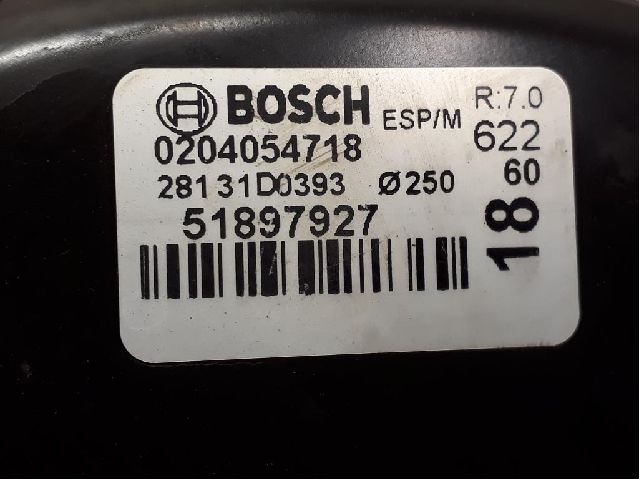 BOSCH ESP/M R:7.0
0204054718 622
28131D0393 Ø250 60
51897927 18